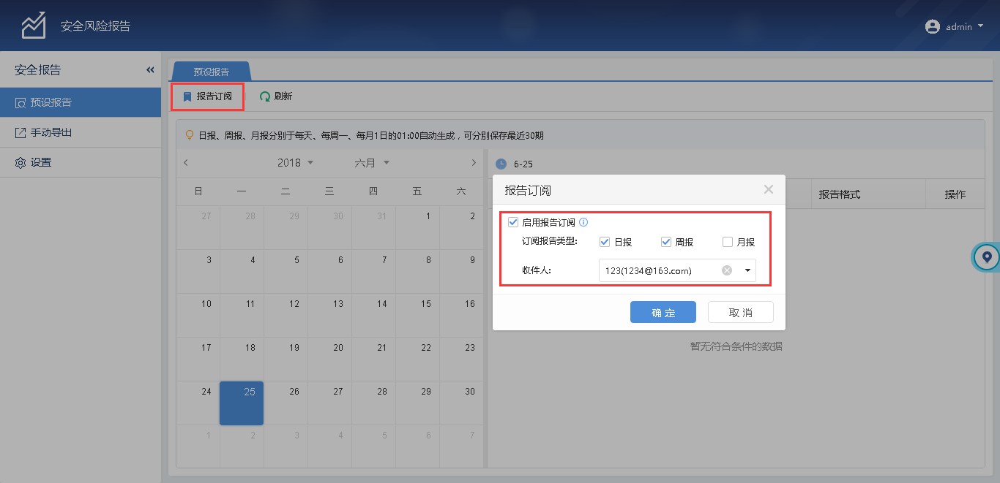 安全风险报告
admin
安全报告
预设报告
手动导出
设置
预设报告
报告订阅 刷新
日报、周报、月报分别于每天、每周一、每月1日的01:00自动生成，可分别保存最近30期
2018 六月
日 一 二 三 四 五 六
27 28 29 30 31 1 2
3 4 5 6 7 8 9
10 11 12 13 14 15 16
17 18 19 20 21 22 23
24 25 26 27 28 29 30
1 2 3 4 5 6 7
6-25
报告格式 操作
报告订阅
启用报告订阅
订阅报告类型: 日报 周报 月报
收件人: 123(1234@163.com)
确定 取消
暂无符合条件的数据